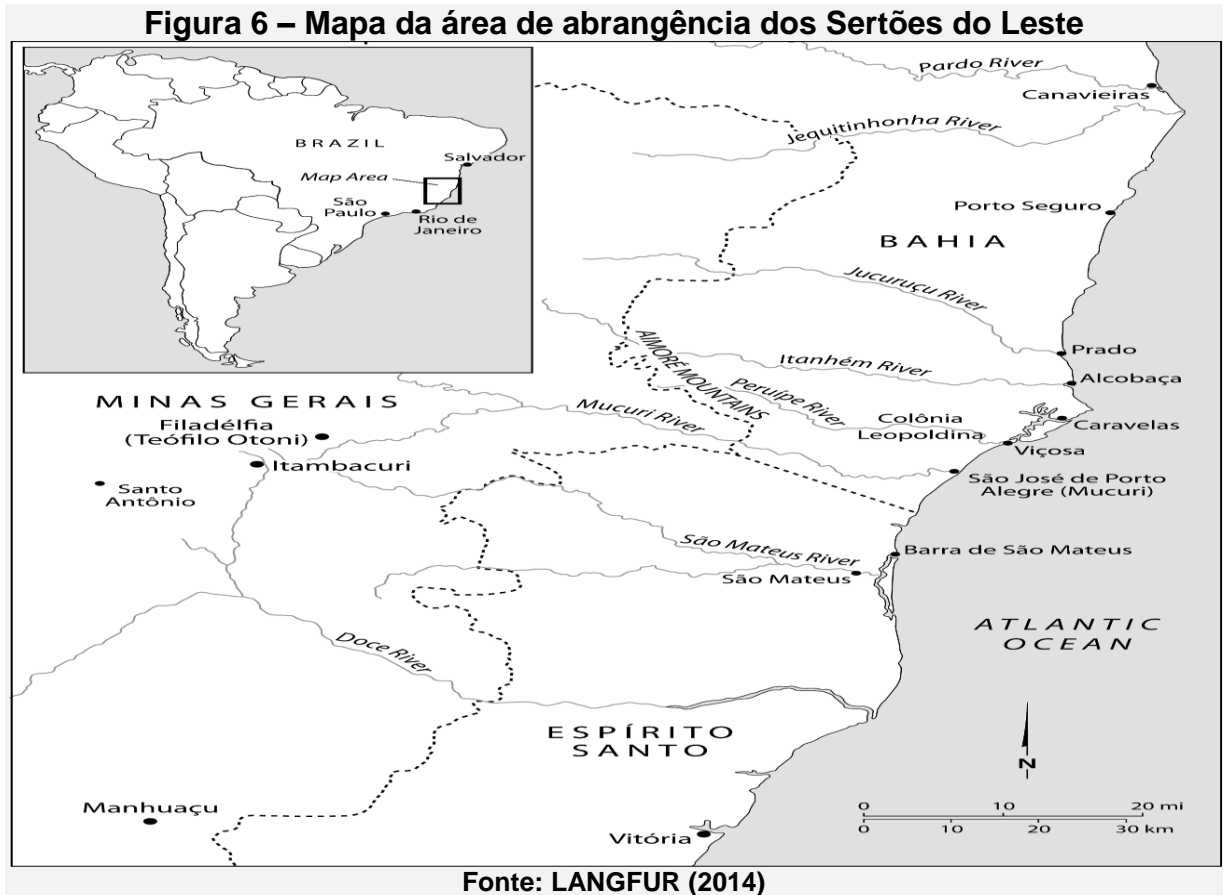 Figura 6 – Mapa da área de abrangência dos Sertões do Leste
BRAZIL
Salvador
Map Area
São
Paulo
Rio de
Janeiro
Pardo River
Canavieiras
Jequitinhonha River
Porto Seguro
BAHIA
Jucuruçu River
Prado
AIMORÉ MOUNTAINS
Itanhém River
Alcobaça
Peruípe River
MINAS GERAIS
Filadélfia
(Teófilo Otoni)
Mucuri River
Colônia
Leopoldina
Caravelas
Viçosa
Itambacuri
Santo
Antônio
São José de Porto
Alegre (Mucuri)
São Mateus River
Barra de São Mateus
São Mateus
ATLANTIC
OCEAN
Doce River
ESPÍRITO
SANTO
N
Manhuaçu
Vitória
0 10 20 mi
0 10 20 30 km
Fonte: LANGFUR (2014)